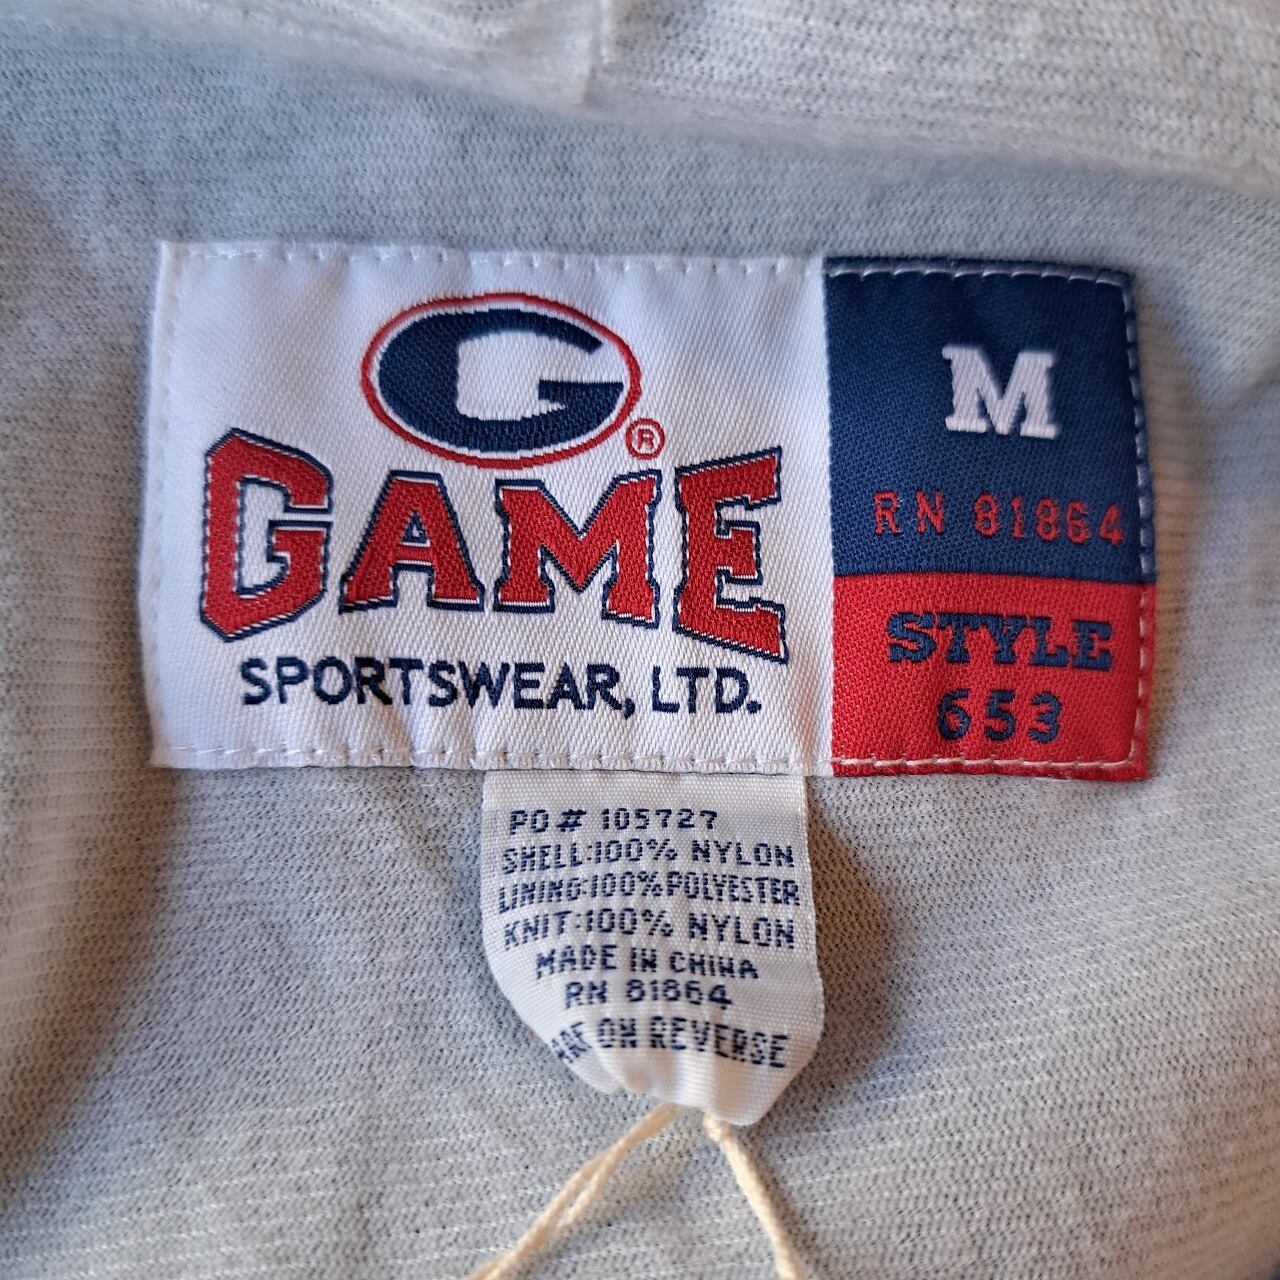 G®
GAME
SPORTSWEAR, LTD.
M
RN 81864
STYLE
653
PO# 105727
SHELL:100% NYLON
LINING:100% POLYESTER
KNIT:100% NYLON
MADE IN CHINA
RN 81864
ON REVERSE